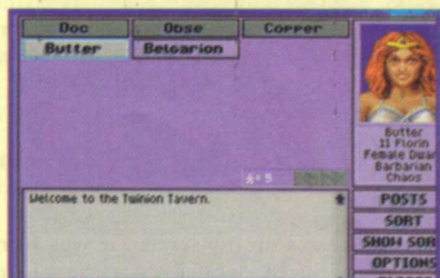 Doc Obse Copper
Butter Belgarion
Butter
11 Florin
Female Dwar
Barbarian
Chaos
= 5
Welcome to the Twinion Tavern.
POSTS
SORT
SHOW SOR
OPTIONS